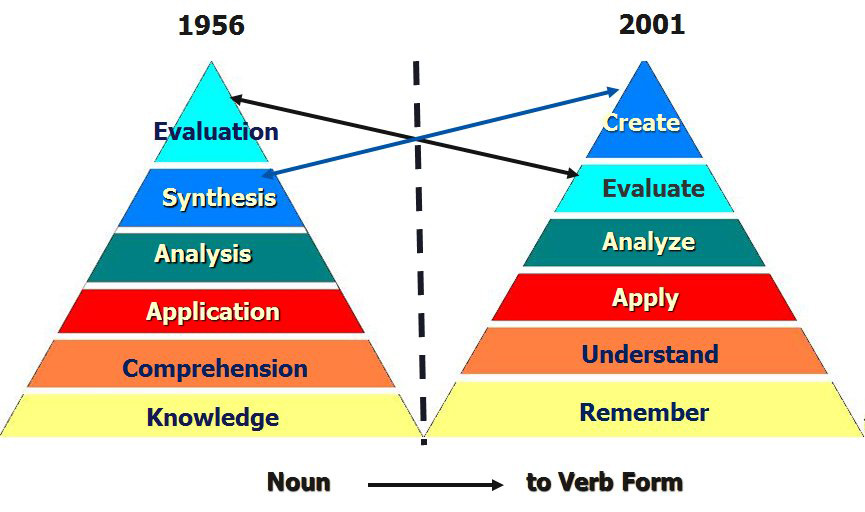 1956
Evaluation
Synthesis
Analysis
Application
Comprehension
Knowledge
2001
Create
Evaluate
Analyze
Apply
Understand
Remember
Noun to Verb Form